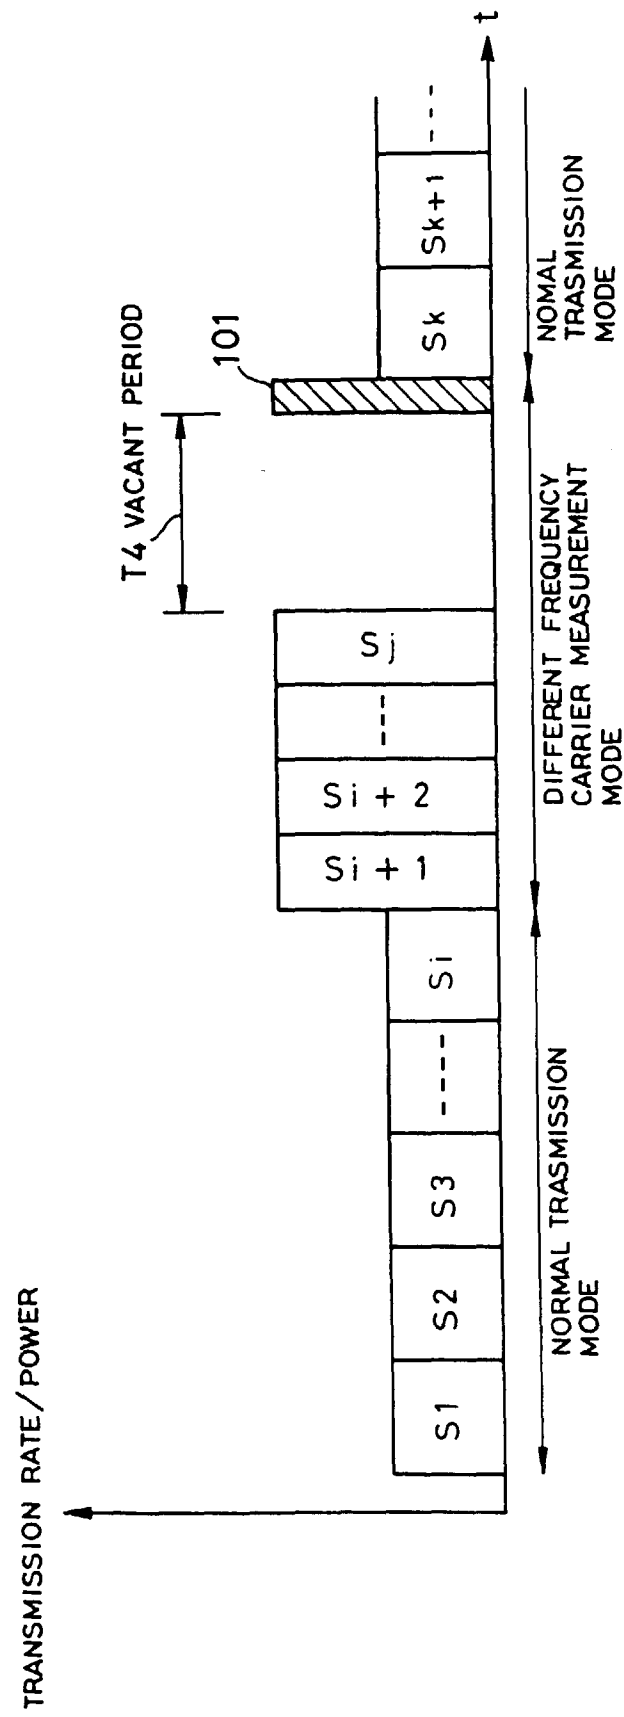 TRANSMISSION RATE/POWER
T4 VACANT PERIOD
101
S1
S2
S3
----
Si
Si+1
Si+2
---
Sj
Sk
Sk+1
---
t
NORMAL TRASMISSION
MODE
DIFFERENT FREQUENCY
CARRIER MEASUREMENT
MODE
NOMAL
TRASMISSION
MODE